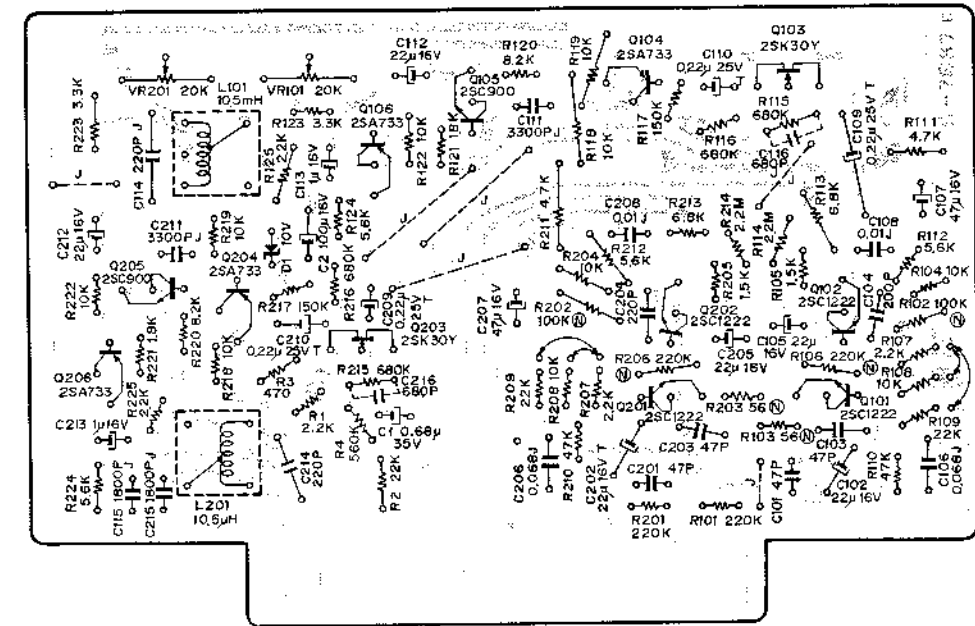 C112
22µ16V
R120
8.2K
R119
10K
Q104
2SA733
C110
0,22µ 25V
T
Q103
2SK30Y
VR201 20K
L101
10,5mH
VR101 20K
Q105
2SC900
R223 3.3K
R123 3.3K
Q106
2SA733
R122 10K
R121 18K
C111
3300PJ
R118
10K
R117
150K
R115
680K
R116
680K
C116
680P
C109
0,22µ 25V T
R111
4.7K
C114 220P J
R125
2.2K
C113
1µ 16V
J
J
R113
6.8K
C107
47µ16V
C212
22µ16V
C211
3300PJ
R219
10K
D1 10V
C2 100µ16V
R124
5,6K
J
J
R211 4.7K
C208
0,01J
R213
6.8K
R214
2.2M
R114
2.2M
C108
0,01J
R112
5,6K
Q205
2SC900
Q204
2SA733
R212
5,6K
R204
10K
R222
10K
R217 150K
R216 680K
C209
0,22µ
25V
T
J
C207
47µ16V
R202
100K
N
C204
220P
R205
1.5K
R105
1,5K
Q102
2SC1222
C104
200P
R104 10K
R102 100K
N
R221 1.8K
R220 8.2K
C210
0,22µ 25V T
Q203
2SK30Y
Q202
2SC1222
C205
22µ16V
C105 22µ
16V
R106 220K
N
R107
2.2K
Q206
2SA733
R218 10K
R3
470
R215 680K
C216
680P
R209
22K
R208 10K
R207
2.2K
R206 220K
N
R108
10K
R225
2.2K
R1
2.2K
R4
560K
C1 0.68µ
35V
Q201
2SC1222
R203 56
N
Q101
2SC1222
R109
22K
C213 1µ16V
R103 56
N
C103
47P
C203
47P
R224
5.6K
C115 1800P
J
C215 1800PJ
L201
10,5µH
C214
220P
R2 22K
C206
0,068J
R210 47K
C202
22µ 16V T
C201 47P
R201
220K
R101 220K
J
C101 47P
C102
22µ16V
R110
47K
C106
0,068J